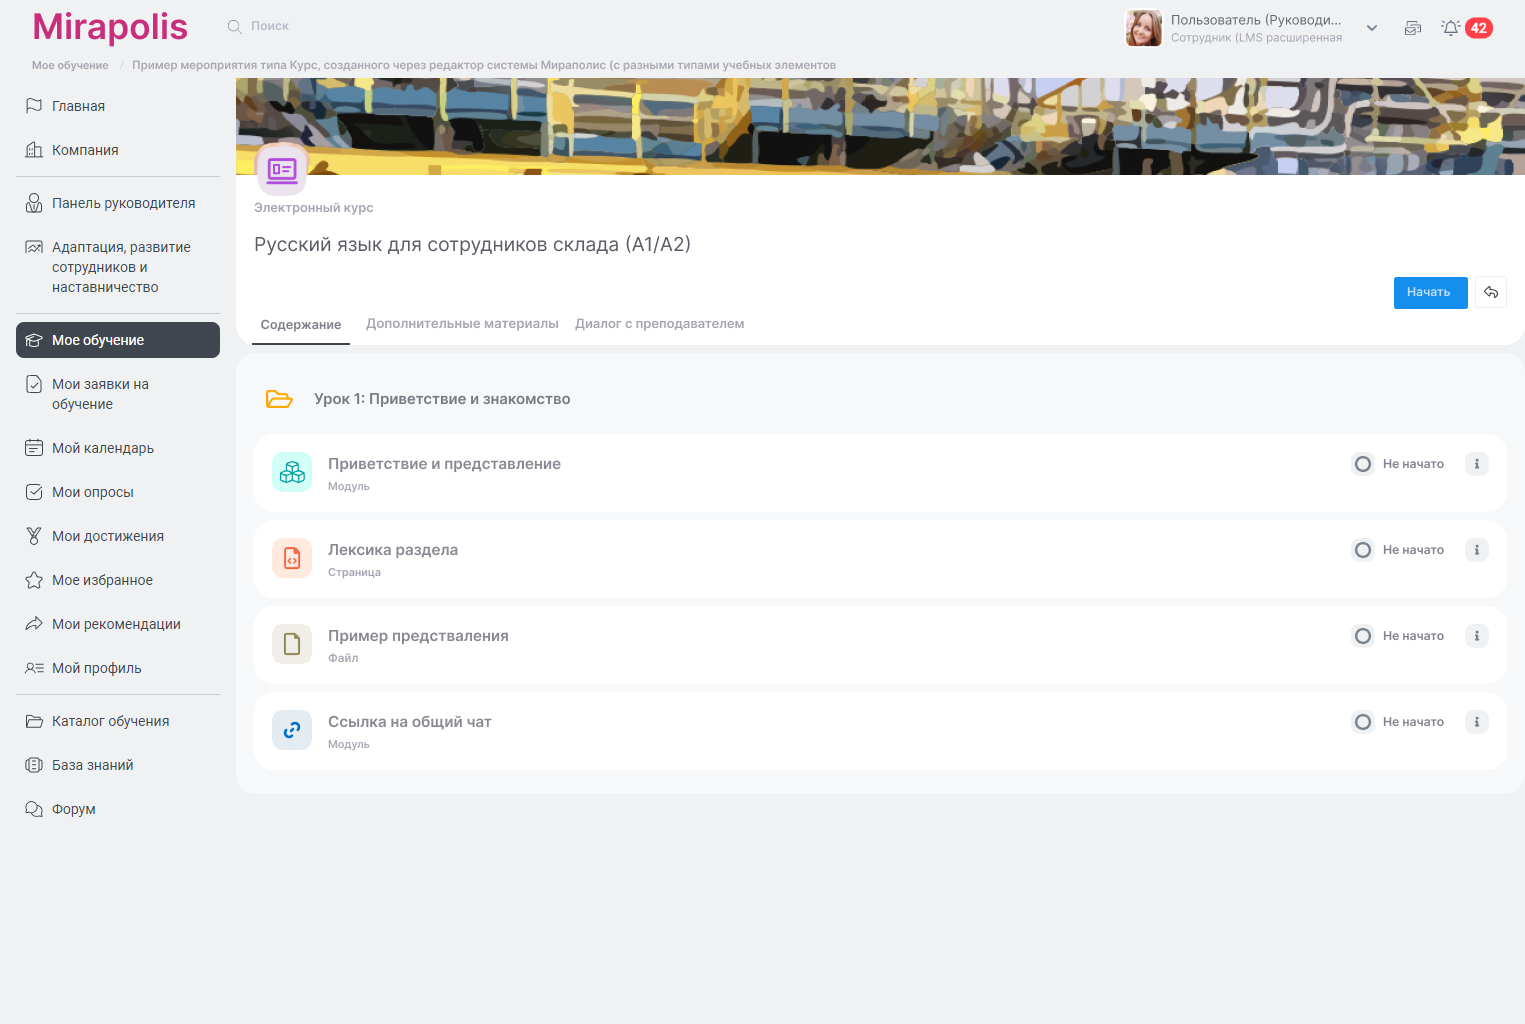 Mirapolis
Поиск
Пользователь (Руководи...
Сотрудник (LMS расширенная
42
Мое обучение / Пример мероприятия типа Курс, созданного через редактор системы Мираполис (с разными типами учебных элементов
Главная
Компания
Панель руководителя
Адаптация, развитие
сотрудников и
наставничество
Мое обучение
Мои заявки на
обучение
Мой календарь
Мои опросы
Мои достижения
Мое избранное
Мои рекомендации
Мой профиль
Каталог обучения
База знаний
Форум
Электронный курс
Русский язык для сотрудников склада (А1/А2)
Начать
Содержание Дополнительные материалы Диалог с преподавателем
Урок 1: Приветствие и знакомство
Приветствие и представление
Модуль
Не начато
Лексика раздела
Страница
Не начато
Пример предстваления
Файл
Не начато
Ссылка на общий чат
Модуль
Не начато